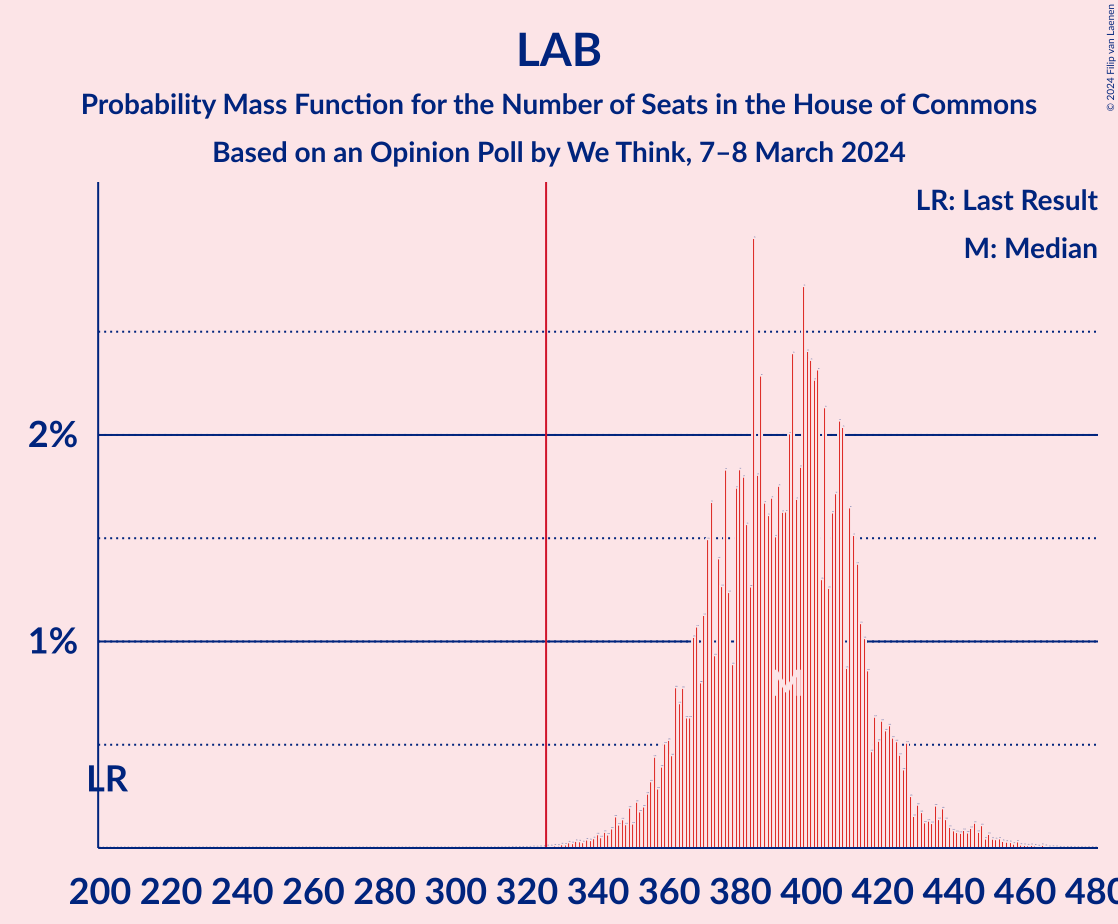 LAB
Probability Mass Function for the Number of Seats in the House of Commons
Based on an Opinion Poll by We Think, 7–8 March 2024
© 2024 Filip van Laenen
LR: Last Result
M: Median
2%
1%
LR
M
200 220 240 260 280 300 320 340 360 380 400 420 440 460 480